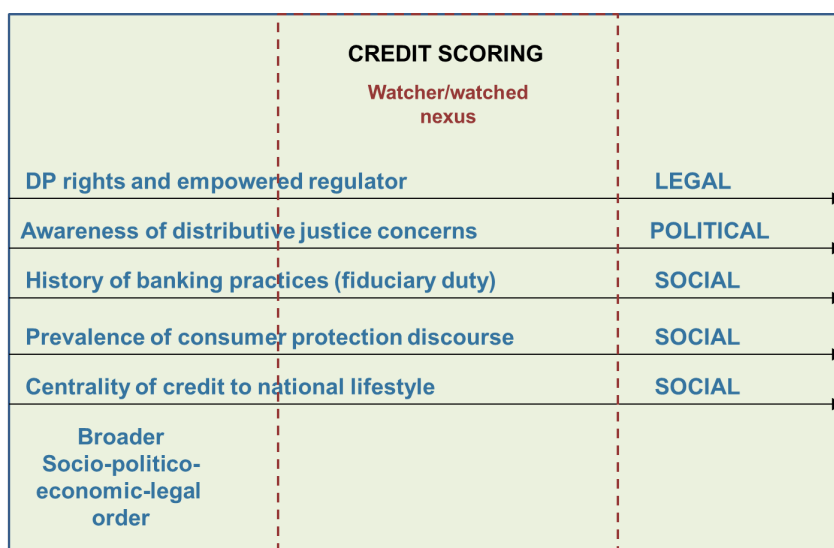 CREDIT SCORING
Watcher/watched
nexus
DP rights and empowered regulator LEGAL
Awareness of distributive justice concerns POLITICAL
History of banking practices (fiduciary duty) SOCIAL
Prevalence of consumer protection discourse SOCIAL
Centrality of credit to national lifestyle SOCIAL
Broader
Socio-politico-
economic-legal
order